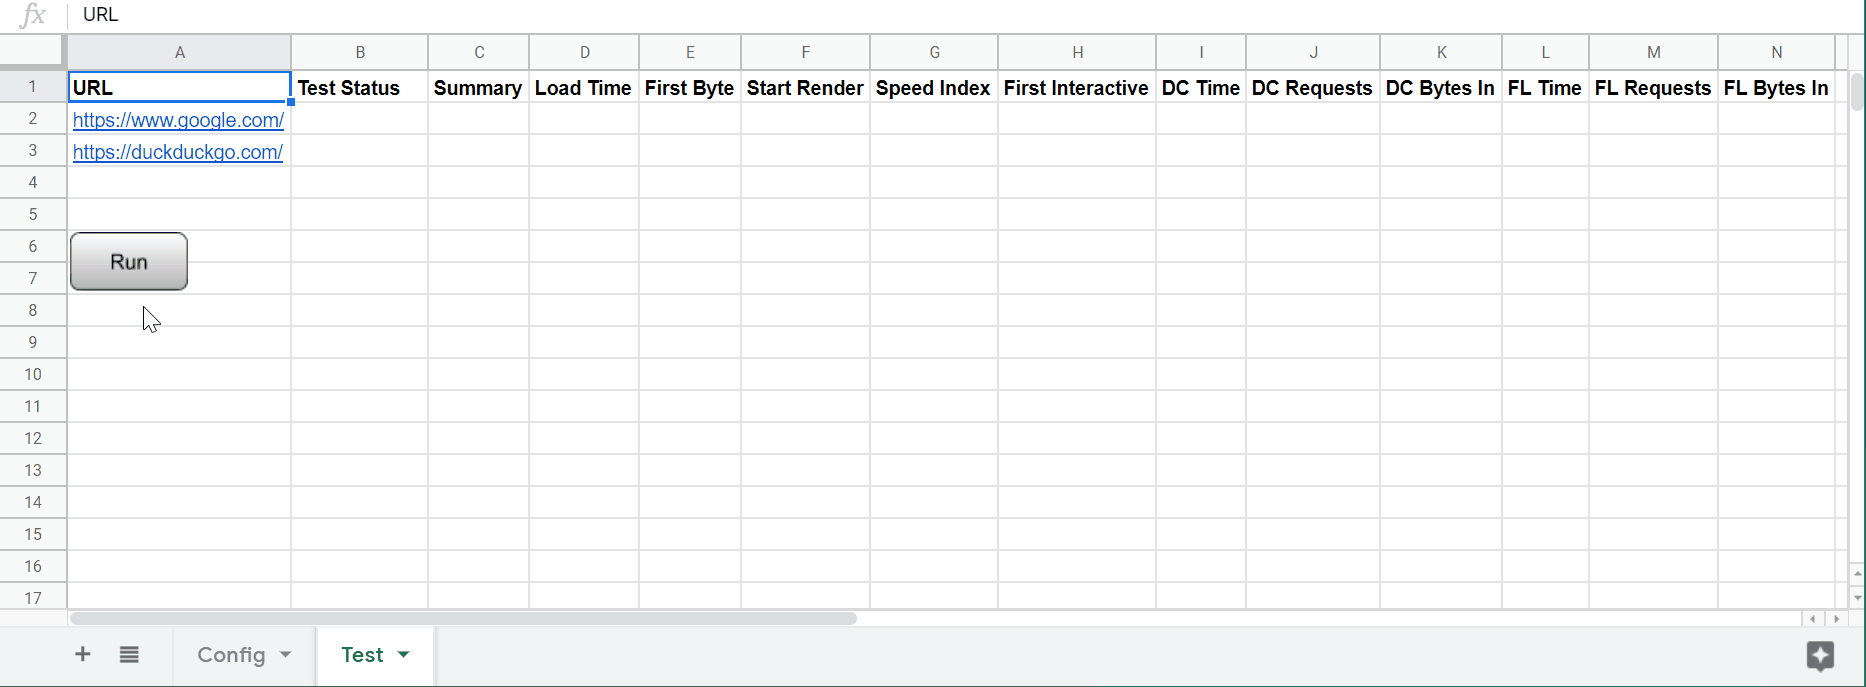 fx URL
A B C D E F G H I J K L M N
1 URL Test Status Summary Load Time First Byte Start Render Speed Index First Interactive DC Time DC Requests DC Bytes In FL Time FL Requests FL Bytes In
2 https://www.google.com/
3 https://duckduckgo.com/
4
5
6
Run
7
8
9
10
11
12
13
14
15
16
17
+ Config Test